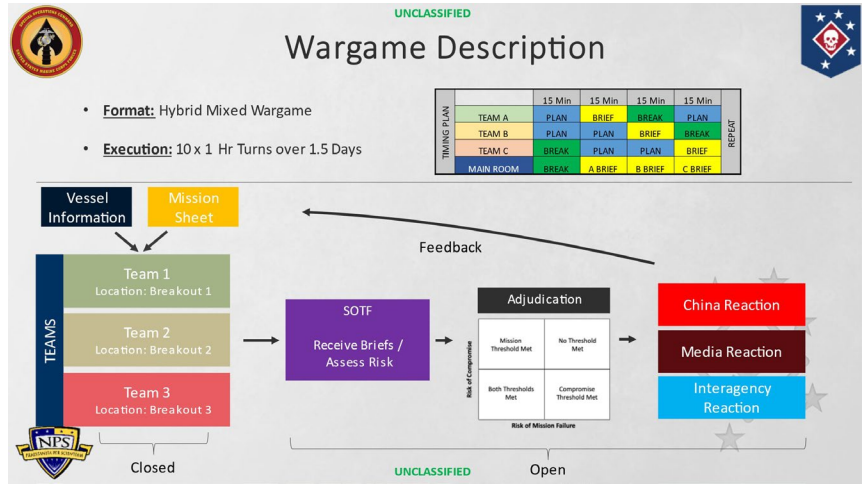 UNCLASSIFIED
Wargame Description
• Format: Hybrid Mixed Wargame
• Execution: 10 x 1 Hr Turns over 1.5 Days
TIMING PLAN
15 Min 15 Min 15 Min 15 Min
TEAM A PLAN BRIEF BREAK PLAN
TEAM B PLAN PLAN BRIEF BREAK
TEAM C BREAK PLAN PLAN BRIEF
MAIN ROOM BREAK A BRIEF B BRIEF C BRIEF
REPEAT
Vessel
Information
Mission
Sheet
Feedback
TEAMS
Team 1
Location: Breakout 1
Team 2
Location: Breakout 2
Team 3
Location: Breakout 3
SOTF
Receive Briefs /
Assess Risk
Adjudication
Risk of Compromise
Mission
Threshold Met
No Threshold
Met
Both Thresholds
Met
Compromise
Threshold Met
Risk of Mission Failure
China Reaction
Media Reaction
Interagency
Reaction
NPS
Closed
Open
UNCLASSIFIED